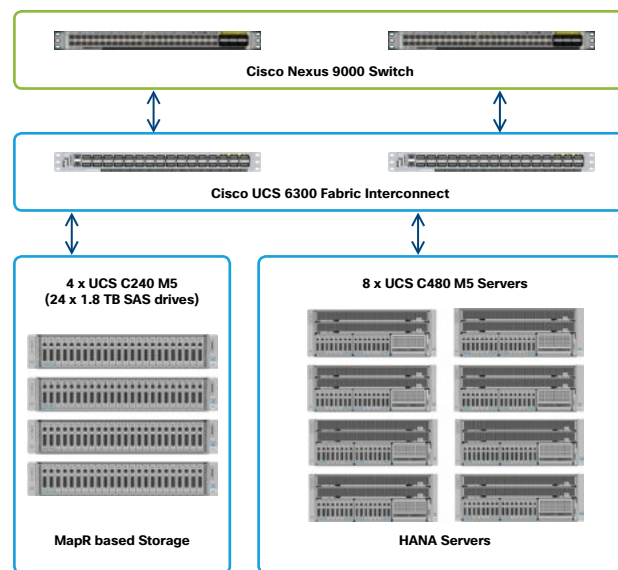 Cisco Nexus 9000 Switch
Cisco UCS 6300 Fabric Interconnect
4 x UCS C240 M5
(24 x 1.8 TB SAS drives)
MapR based Storage
8 x UCS C480 M5 Servers
HANA Servers